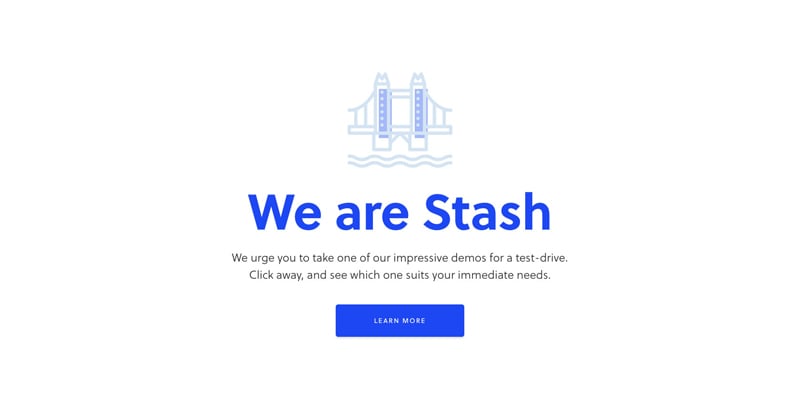 We are Stash
We urge you to take one of our impressive demos for a test-drive.
Click away, and see which one suits your immediate needs.
LEARN MORE